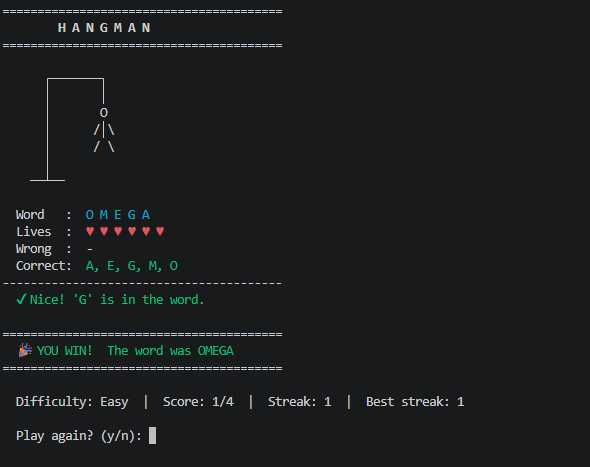 ========================================
H A N G M A N
========================================
O
/|\
/ \
Word   :  O M E G A
Lives  :  ♥ ♥ ♥ ♥ ♥ ♥
Wrong  :  -
Correct:  A, E, G, M, O
----------------------------------------
✔ Nice! 'G' is in the word.
========================================
🎉 YOU WIN!  The word was OMEGA
========================================
Difficulty: Easy  |  Score: 1/4  |  Streak: 1  |  Best streak: 1
Play again? (y/n):